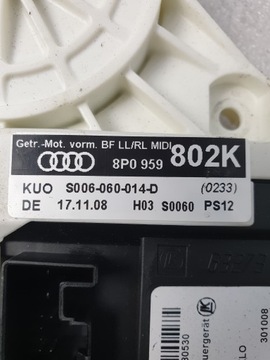 Getr.-Mot. vorm. BF LL/RL MIDI
8P0 959 802K
KUO S006-060-014-D (0233)
DE 17.11.08 H03 S0060 PS12
301008